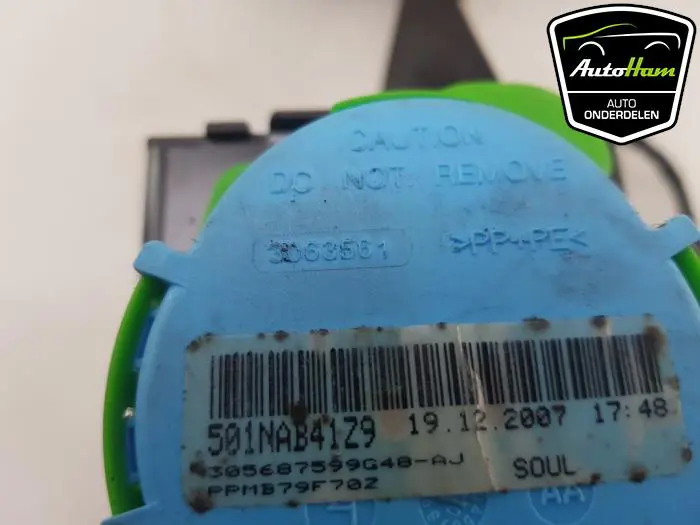 AutoHam
AUTO
ONDERDELEN
CAUTION
DO NOT REMOVE
3063561
>PP+PE<
501NAB41Z9 19.12.2007 17:48
305687599G48-AJ SOUL
PPMB79F70Z
AA